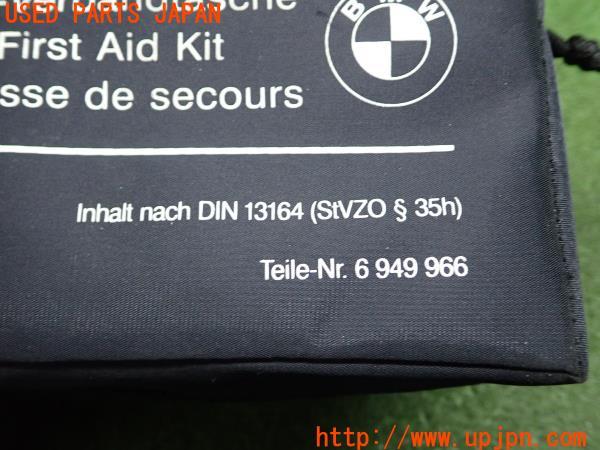 USED PARTS JAPAN
First Aid Kit
sse de secours
BMW
Inhalt nach DIN 13164 (StVZO § 35h)
Teile-Nr. 6 949 966
http://www.upjpn.com/